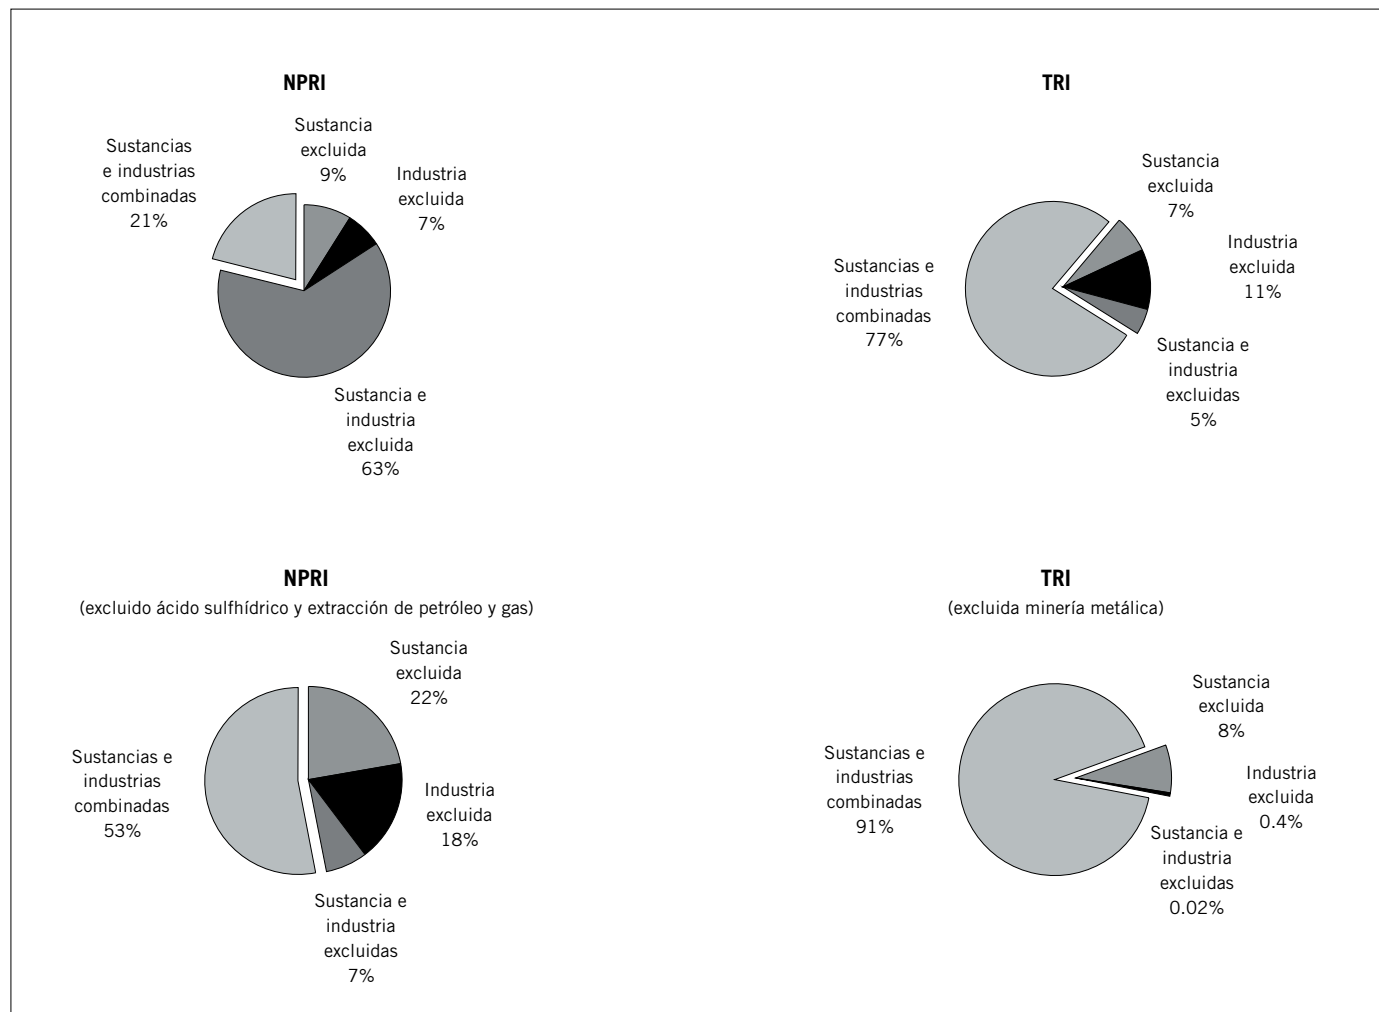 NPRI
Sustancias
e industrias
combinadas
21%
Sustancia
excluida
9%
Industria
excluida
7%
Sustancia e
industria
excluida
63%
TRI
Sustancias e
industrias
combinadas
77%
Sustancia
excluida
7%
Industria
excluida
11%
Sustancia e
industria
excluidas
5%
NPRI
(excluido ácido sulfhídrico y extracción de petróleo y gas)
Sustancia
excluida
22%
Sustancias e
industrias
combinadas
53%
Industria
excluida
18%
Sustancia e
industria
excluidas
7%
TRI
(excluida minería metálica)
Sustancias e
industrias
combinadas
91%
Sustancia
excluida
8%
Industria
excluida
0.4%
Sustancia e
industria
excluidas
0.02%